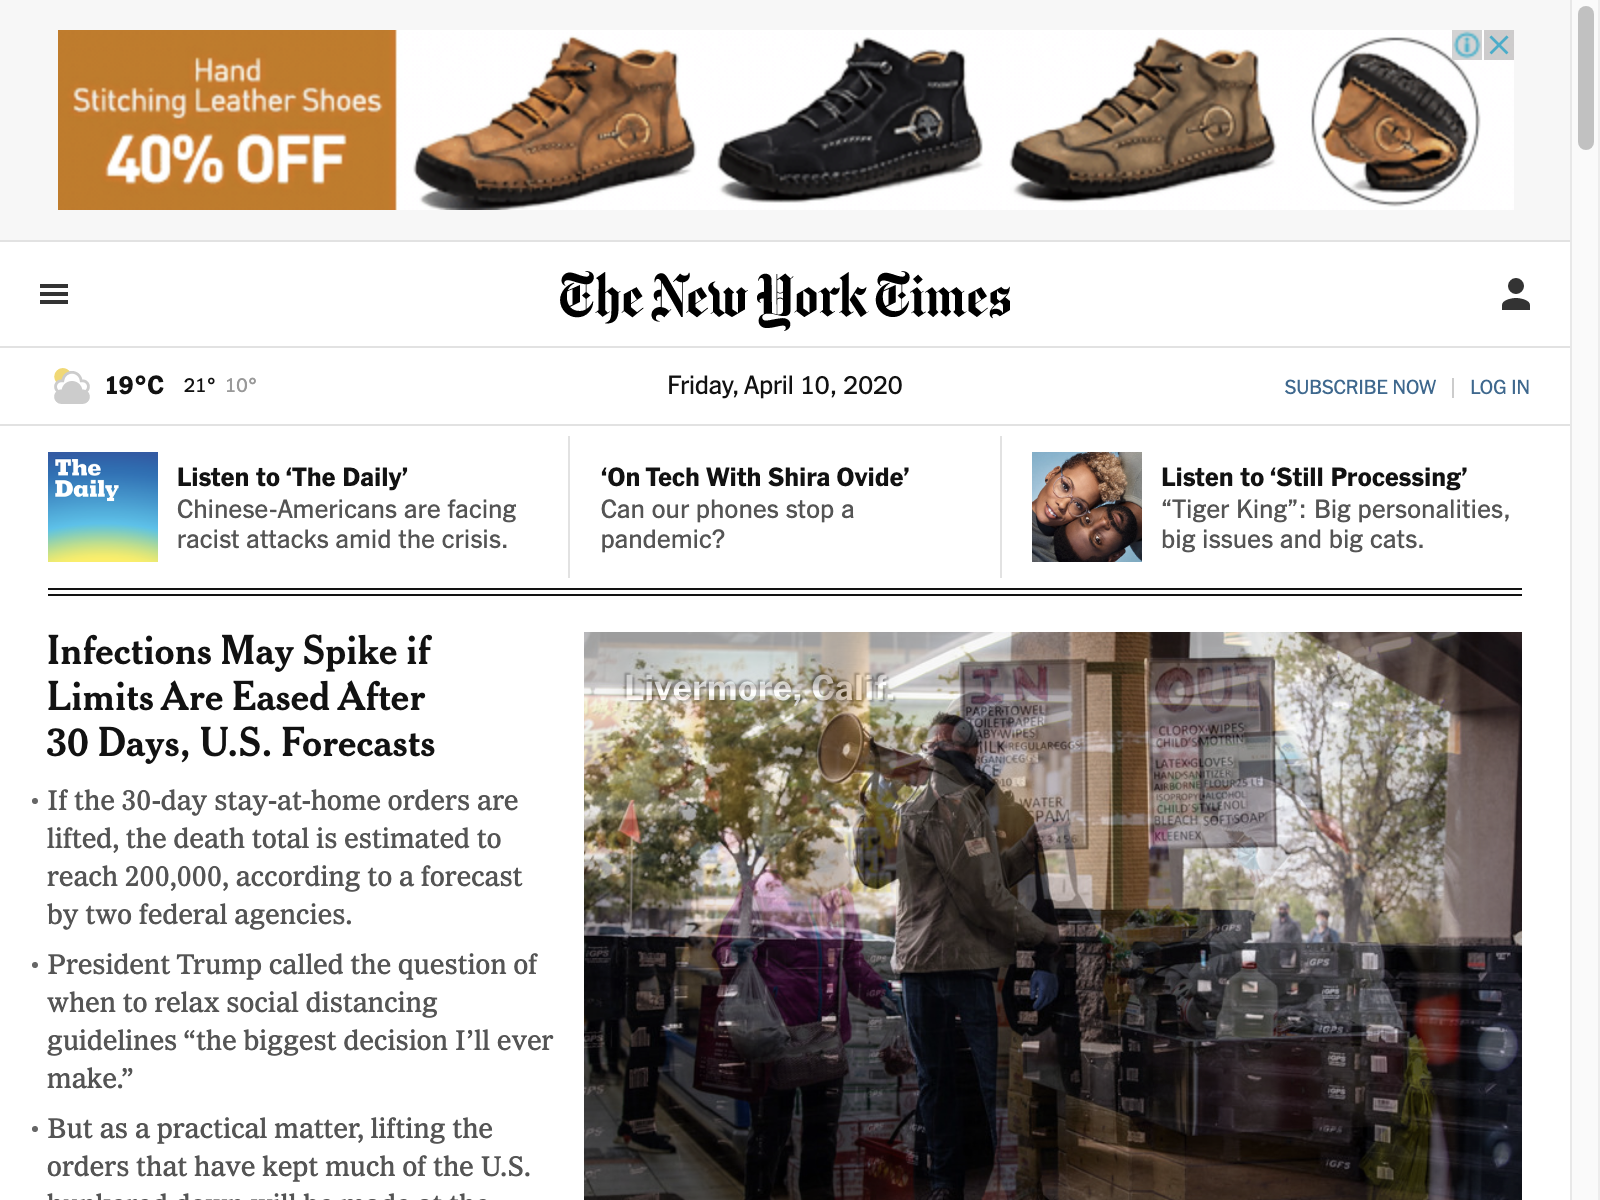 Hand
Stitching Leather Shoes
40% OFF
The New York Times
19°C 21° 10°
Friday, April 10, 2020
SUBSCRIBE NOW | LOG IN
The
Daily
Listen to ‘The Daily’
Chinese-Americans are facing
racist attacks amid the crisis.
‘On Tech With Shira Ovide’
Can our phones stop a
pandemic?
Listen to ‘Still Processing’
“Tiger King”: Big personalities,
big issues and big cats.
Infections May Spike if
Limits Are Eased After
30 Days, U.S. Forecasts
• If the 30-day stay-at-home orders are
lifted, the death total is estimated to
reach 200,000, according to a forecast
by two federal agencies.
• President Trump called the question of
when to relax social distancing
guidelines “the biggest decision I’ll ever
make.”
• But as a practical matter, lifting the
orders that have kept much of the U.S.
Livermore, Calif.
IN
PAPER TOWEL
TOILET PAPER
BABY WIPES
MILK REGULAR EGGS
WATER
SPAM
OUT
CLOROX WIPES
CHILD'S MOTRIN
LATEX GLOVES
HAND SANITIZER
AIRBORNE FLOUR
ISOPROPYL ALCOHOL
CHILD'S TYLENOL
BLEACH SOFT SOAP
KLEENEX
iGPS
iGPS
iGPS
iGPS